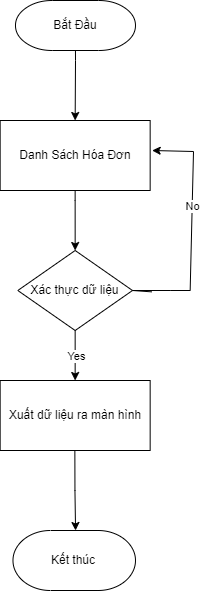 Bắt Đầu
Danh Sách Hóa Đơn
No
Xác thực dữ liệu
Yes
Xuất dữ liệu ra màn hình
Kết thúc